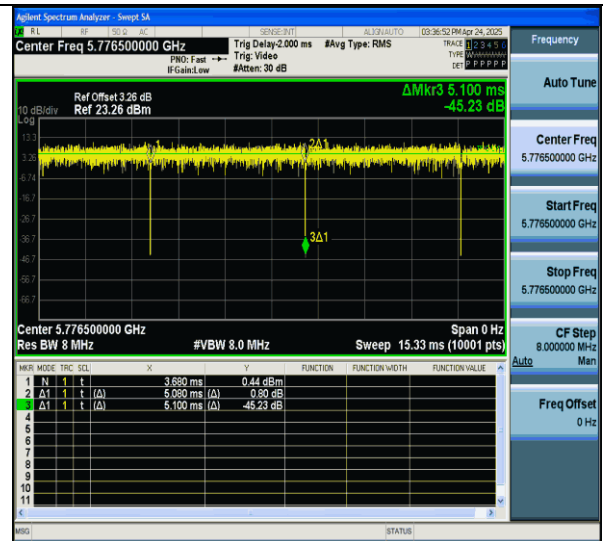 Agilent Spectrum Analyzer - Swept SA
RL RF 50 Ω AC SENSE:INT ALIGNAUTO 03:36:52 PM Apr 24, 2025
Center Freq 5.776500000 GHz
PNO: Fast
IFGain:Low
Trig Delay-2.000 ms
Trig: Video
#Atten: 30 dB
#Avg Type: RMS
TRACE 1 2 3 4 5 6
TYPE
DET P P P P P P
ΔMkr3 5.100 ms
-45.23 dB
Ref Offset 3.26 dB
10 dB/div Ref 23.26 dBm
Log
13.3
3.26
-6.74
-16.7
-26.7
-36.7
-46.7
-56.7
-66.7
1
2Δ1
3Δ1
Center 5.776500000 GHz Span 0 Hz
Res BW 8 MHz #VBW 8.0 MHz Sweep 15.33 ms (10001 pts)
MKR MODE TRC SCL X Y FUNCTION FUNCTION WIDTH FUNCTION VALUE
1 N 1 t 3.680 ms 0.44 dBm
2 Δ1 1 t (Δ) 5.080 ms (Δ) 0.80 dB
3 Δ1 1 t (Δ) 5.100 ms (Δ) -45.23 dB
4
5
6
7
8
9
10
11
MSG STATUS
Frequency
Auto Tune
Center Freq
5.776500000 GHz
Start Freq
5.776500000 GHz
Stop Freq
5.776500000 GHz
CF Step
8.000000 MHz
Auto Man
Freq Offset
0 Hz